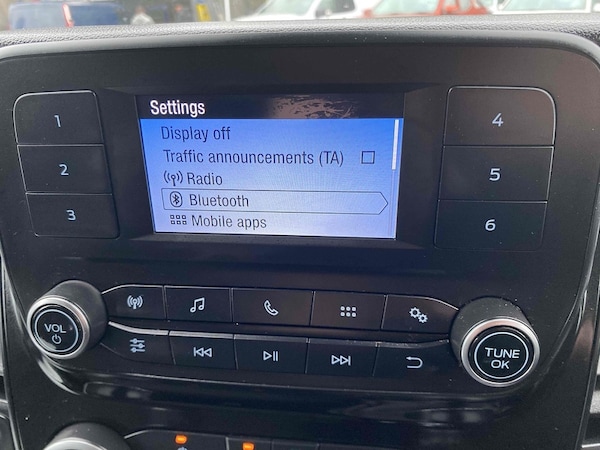 Settings
Display off
Traffic announcements (TA)
Radio
Bluetooth
Mobile apps
1
2
3
4
5
6
VOL
TUNE
OK